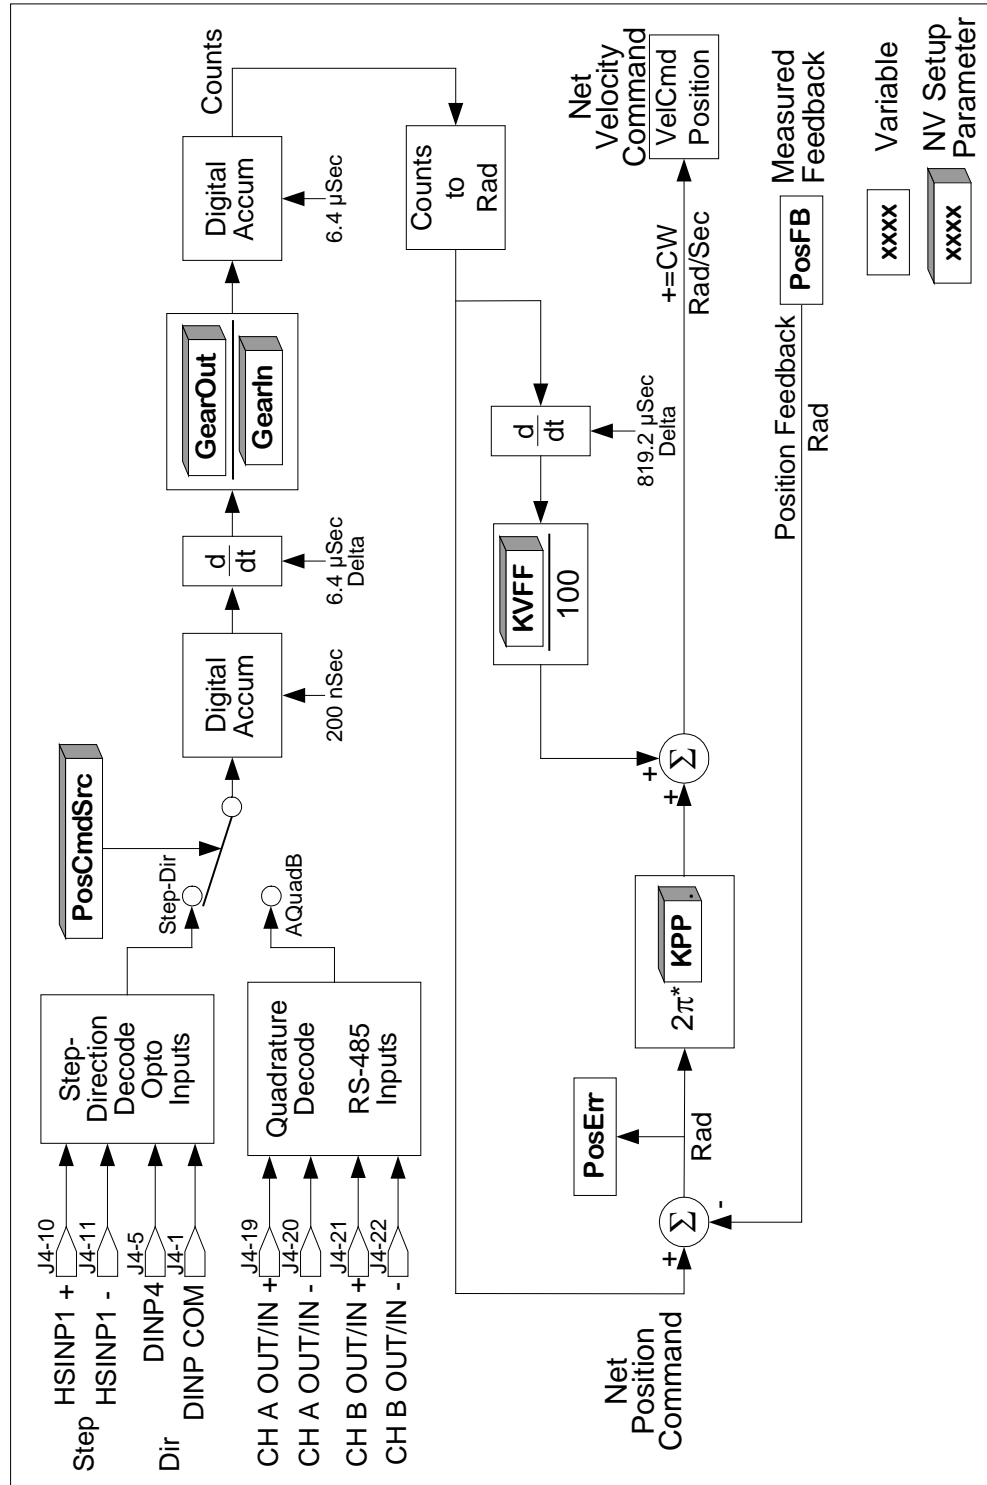 Step
HSINP1 +
J4-10
HSINP1 -
J4-11
Dir
DINP4
J4-5
DINP COM
J4-1
Step-
Direction
Decode
Opto
Inputs
CH A OUT/IN +
J4-19
CH A OUT/IN -
J4-20
CH B OUT/IN +
J4-21
CH B OUT/IN -
J4-22
Quadrature
Decode
RS-485
Inputs
PosCmdSrc
Step-Dir
AQuadB
Digital
Accum
200 nSec
d
dt
6.4 µSec
Delta
GearOut
GearIn
Digital
Accum
6.4 µSec
Counts
Counts
to
Rad
d
dt
819.2 µSec
Delta
KVFF
100
Net
Position
Command
+
Σ
-
Rad
PosErr
2π*
KPP
+
+
Σ
+=CW
Rad/Sec
Net
Velocity
Command
VelCmd
Position
Position Feedback
Rad
PosFB
Measured
Feedback
xxxx
Variable
xxxx
NV Setup
Parameter